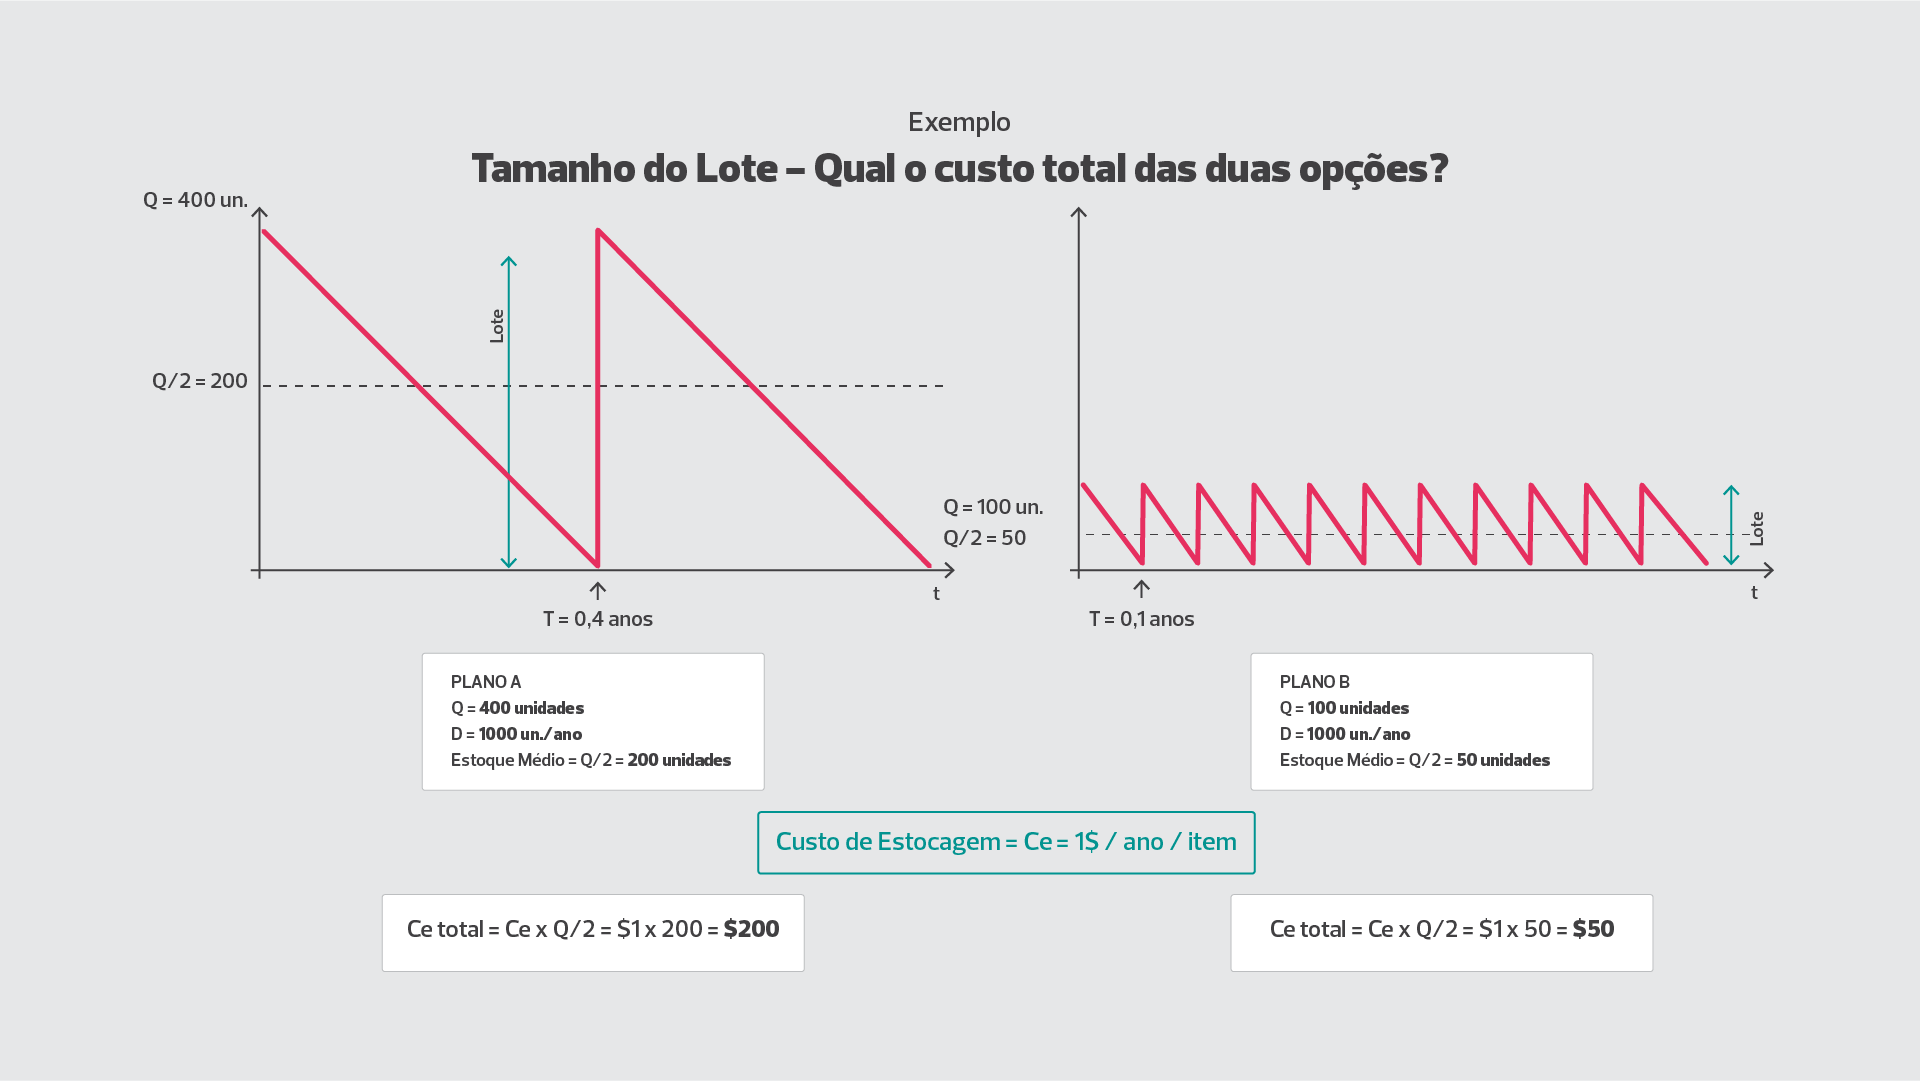 Exemplo
Tamanho do Lote – Qual o custo total das duas opções?
Q = 400 un.
Lote
Q/2 = 200
t
T = 0,4 anos
Q = 100 un.
Q/2 = 50
Lote
t
T = 0,1 anos
PLANO A
Q = 400 unidades
D = 1000 un./ano
Estoque Médio = Q/2 = 200 unidades
PLANO B
Q = 100 unidades
D = 1000 un./ano
Estoque Médio = Q/2 = 50 unidades
Custo de Estocagem = Ce = 1$ / ano / item
Ce total = Ce x Q/2 = $1 x 200 = $200
Ce total = Ce x Q/2 = $1 x 50 = $50